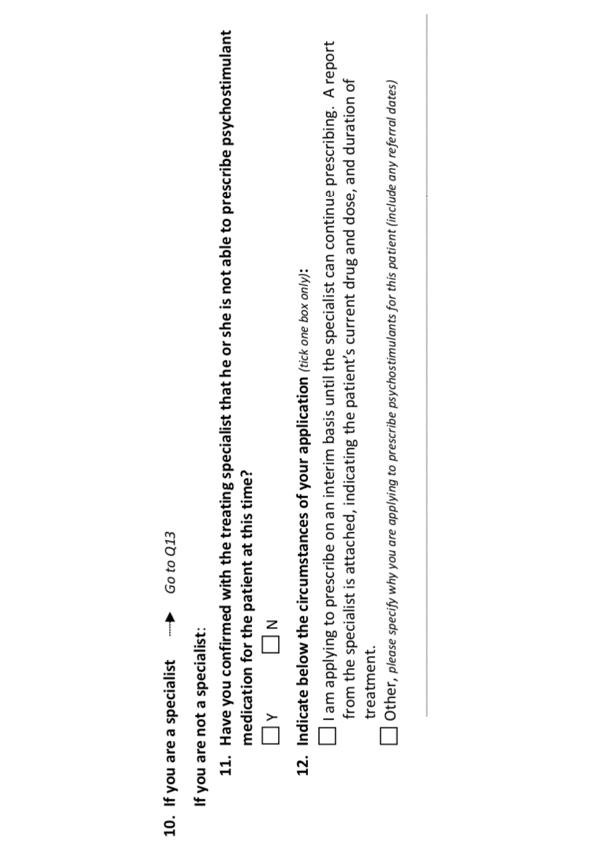 10. If you are a specialist Go to Q13
If you are not a specialist:
11. Have you confirmed with the treating specialist that he or she is not able to prescribe psychostimulant
medication for the patient at this time?
Y N
12. Indicate below the circumstances of your application (tick one box only):
I am applying to prescribe on an interim basis until the specialist can continue prescribing. A report
from the specialist is attached, indicating the patient's current drug and dose, and duration of
treatment.
Other, please specify why you are applying to prescribe psychostimulants for this patient (include any referral dates)